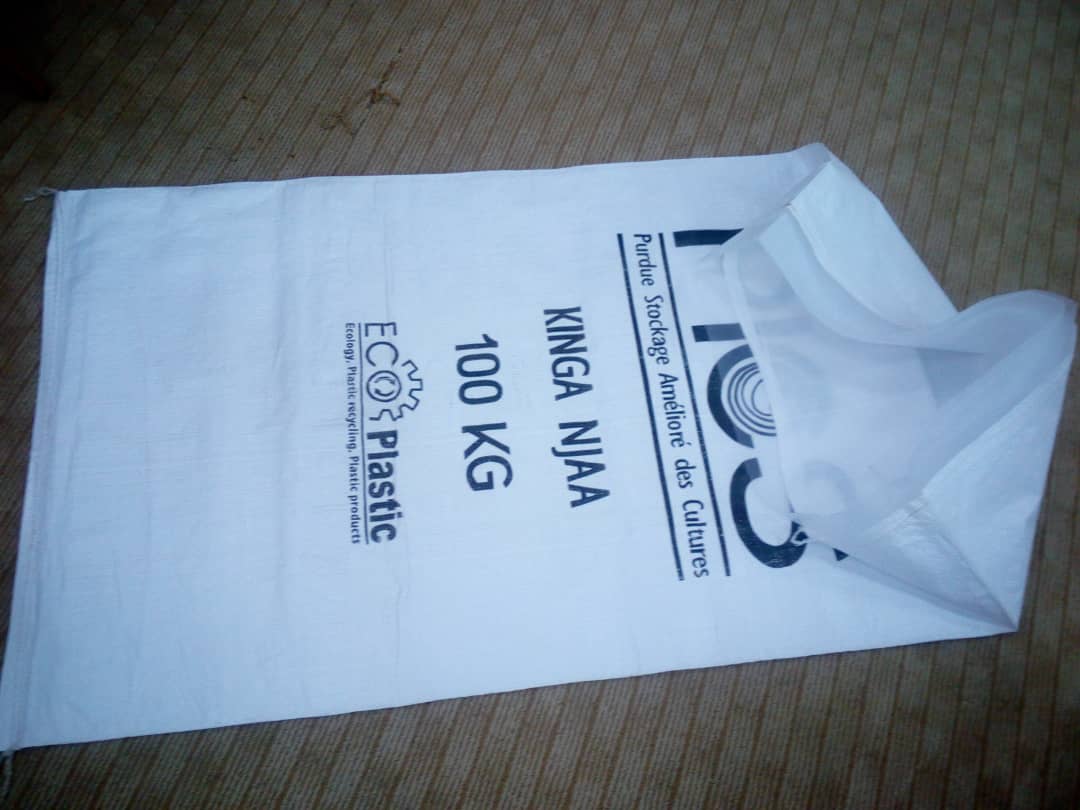 Purdue Stockage Amélioré des Cultures
KINGA NJAA
100 KG
ECO Plastic
Ecology, Plastic recycling, Plastic products